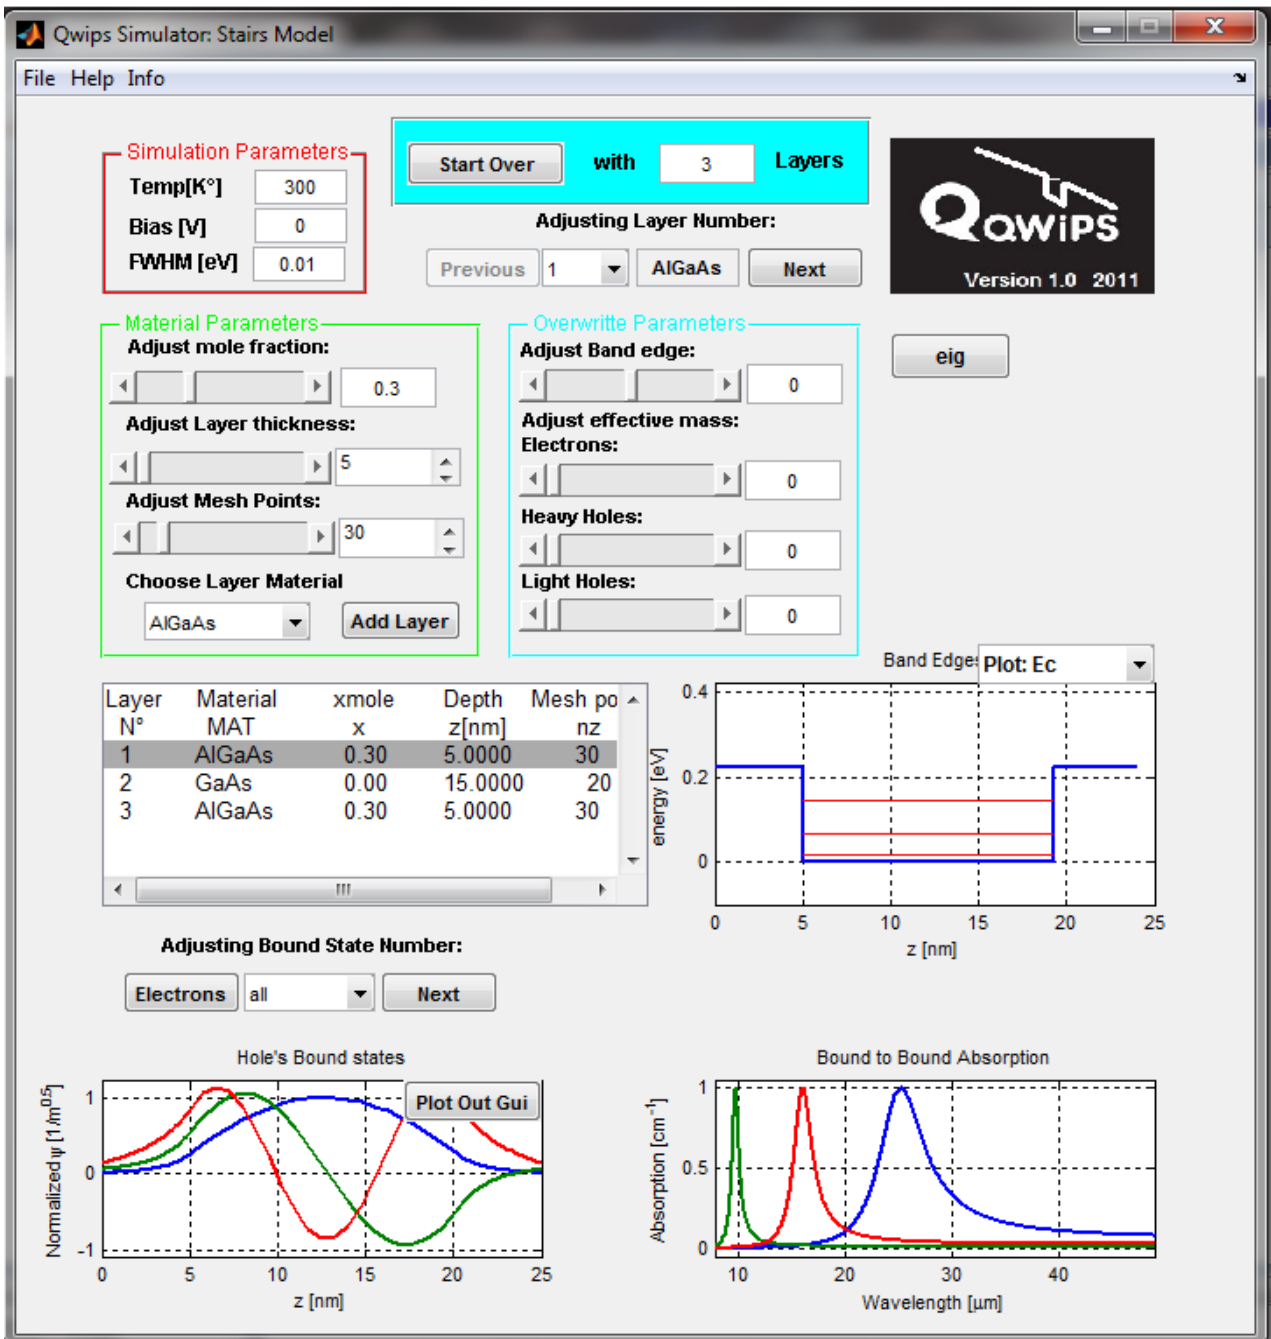 Qwips Simulator: Stairs Model
File Help Info
Simulation Parameters
Temp[K°] 300
Bias [V] 0
FWHM [eV] 0.01
Start Over with 3 Layers
Adjusting Layer Number:
Previous 1 AlGaAs Next
QWiPS
Version 1.0 2011
Material Parameters
Adjust mole fraction:
0.3
Adjust Layer thickness:
5
Adjust Mesh Points:
30
Choose Layer Material
AlGaAs Add Layer
Overwritte Parameters
Adjust Band edge:
0
Adjust effective mass:
Electrons:
0
Heavy Holes:
0
Light Holes:
0
eig
Layer Material xmole Depth Mesh po
N° MAT x z[nm] nz
1 AlGaAs 0.30 5.0000 30
2 GaAs 0.00 15.0000 20
3 AlGaAs 0.30 5.0000 30
Band Edges Plot: Ec
energy [eV]
0.4
0.2
0
0 5 10 15 20 25
z [nm]
Adjusting Bound State Number:
Electrons all Next
Hole's Bound states
Plot Out Gui
Normalized ψ [1/m^0.5]
1
0
-1
0 5 10 15 20 25
z [nm]
Bound to Bound Absorption
Absorption [cm⁻¹]
1
0.5
0
10 20 30 40
Wavelength [μm]